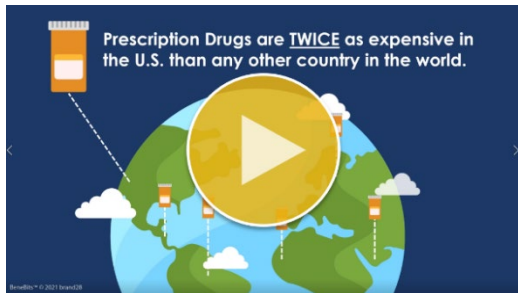 Prescription Drugs are TWICE as expensive in
the U.S. than any other country in the world.
BeneBits™ © 2021 brand28